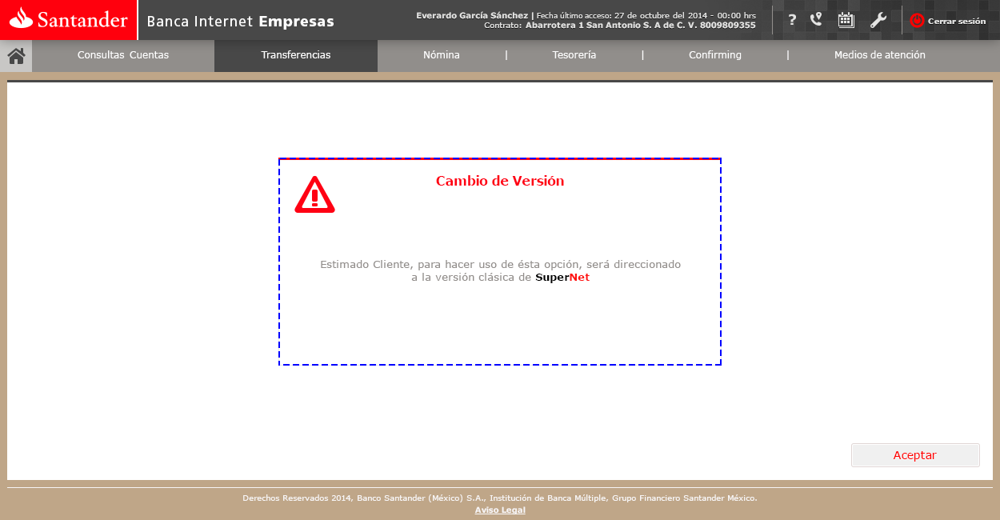 Santander
Banca Internet Empresas
Everardo García Sánchez | Fecha último acceso: 27 de octubre del 2014 - 00:00 hrs
Contrato: Abarrotera 1 San Antonio S. A de C. V. 8009809355
?
Cerrar sesión
Consultas Cuentas
Transferencias
Nómina | Tesorería | Confirming | Medios de atención
Cambio de Versión
Estimado Cliente, para hacer uso de ésta opción, será direccionado
a la versión clásica de SuperNet
Aceptar
Derechos Reservados 2014, Banco Santander (México) S.A., Institución de Banca Múltiple, Grupo Financiero Santander México.
Aviso Legal